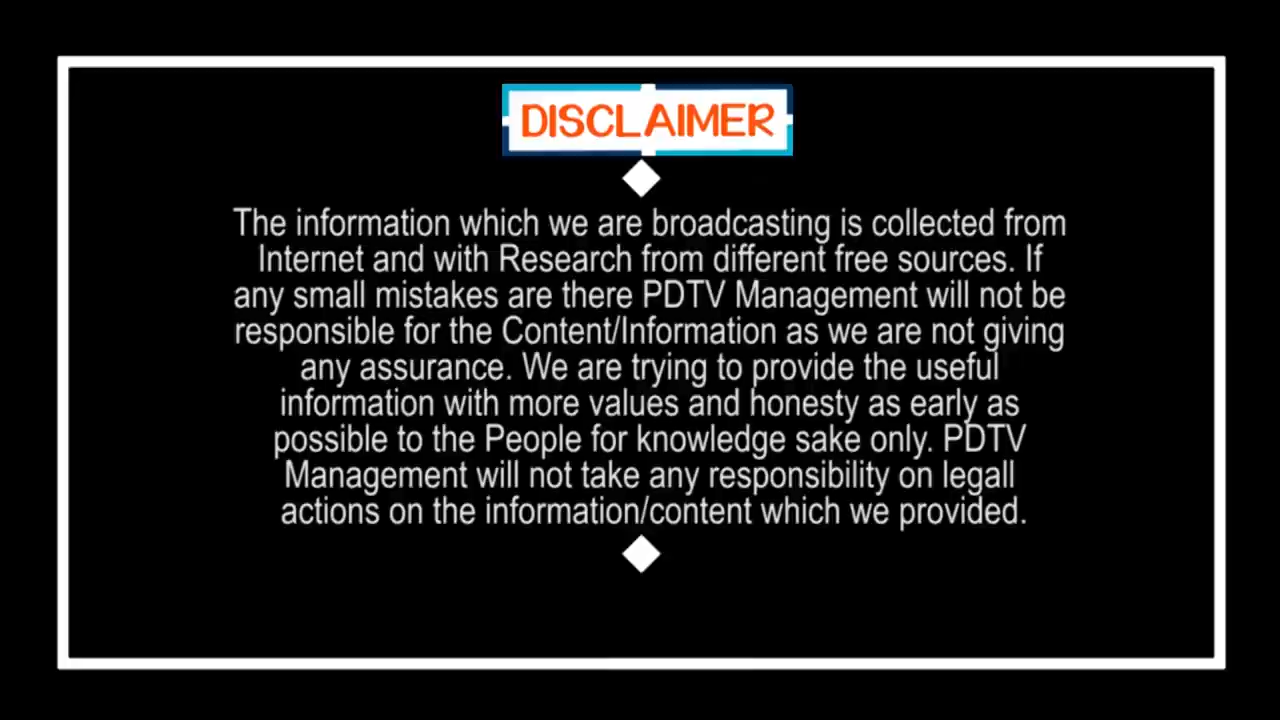 DISCLAIMER
The information which we are broadcasting is collected from
Internet and with Research from different free sources. If
any small mistakes are there PDTV Management will not be
responsible for the Content/Information as we are not giving
any assurance. We are trying to provide the useful
information with more values and honesty as early as
possible to the People for knowledge sake only. PDTV
Management will not take any responsibility on legall
actions on the information/content which we provided.